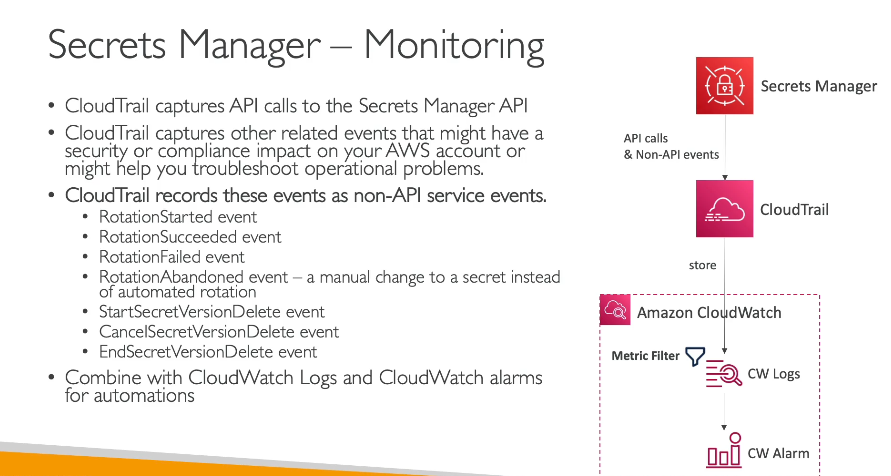 Secrets Manager – Monitoring
• CloudTrail captures API calls to the Secrets Manager API
• CloudTrail captures other related events that might have a
security or compliance impact on your AWS account or
might help you troubleshoot operational problems.
• CloudTrail records these events as non-API service events.
• RotationStarted event
• RotationSucceeded event
• RotationFailed event
• RotationAbandoned event – a manual change to a secret instead
of automated rotation
• StartSecretVersionDelete event
• CancelSecretVersionDelete event
• EndSecretVersionDelete event
• Combine with CloudWatch Logs and CloudWatch alarms
for automations
Secrets Manager
API calls
& Non-API events
CloudTrail
store
Amazon CloudWatch
Metric Filter
CW Logs
CW Alarm